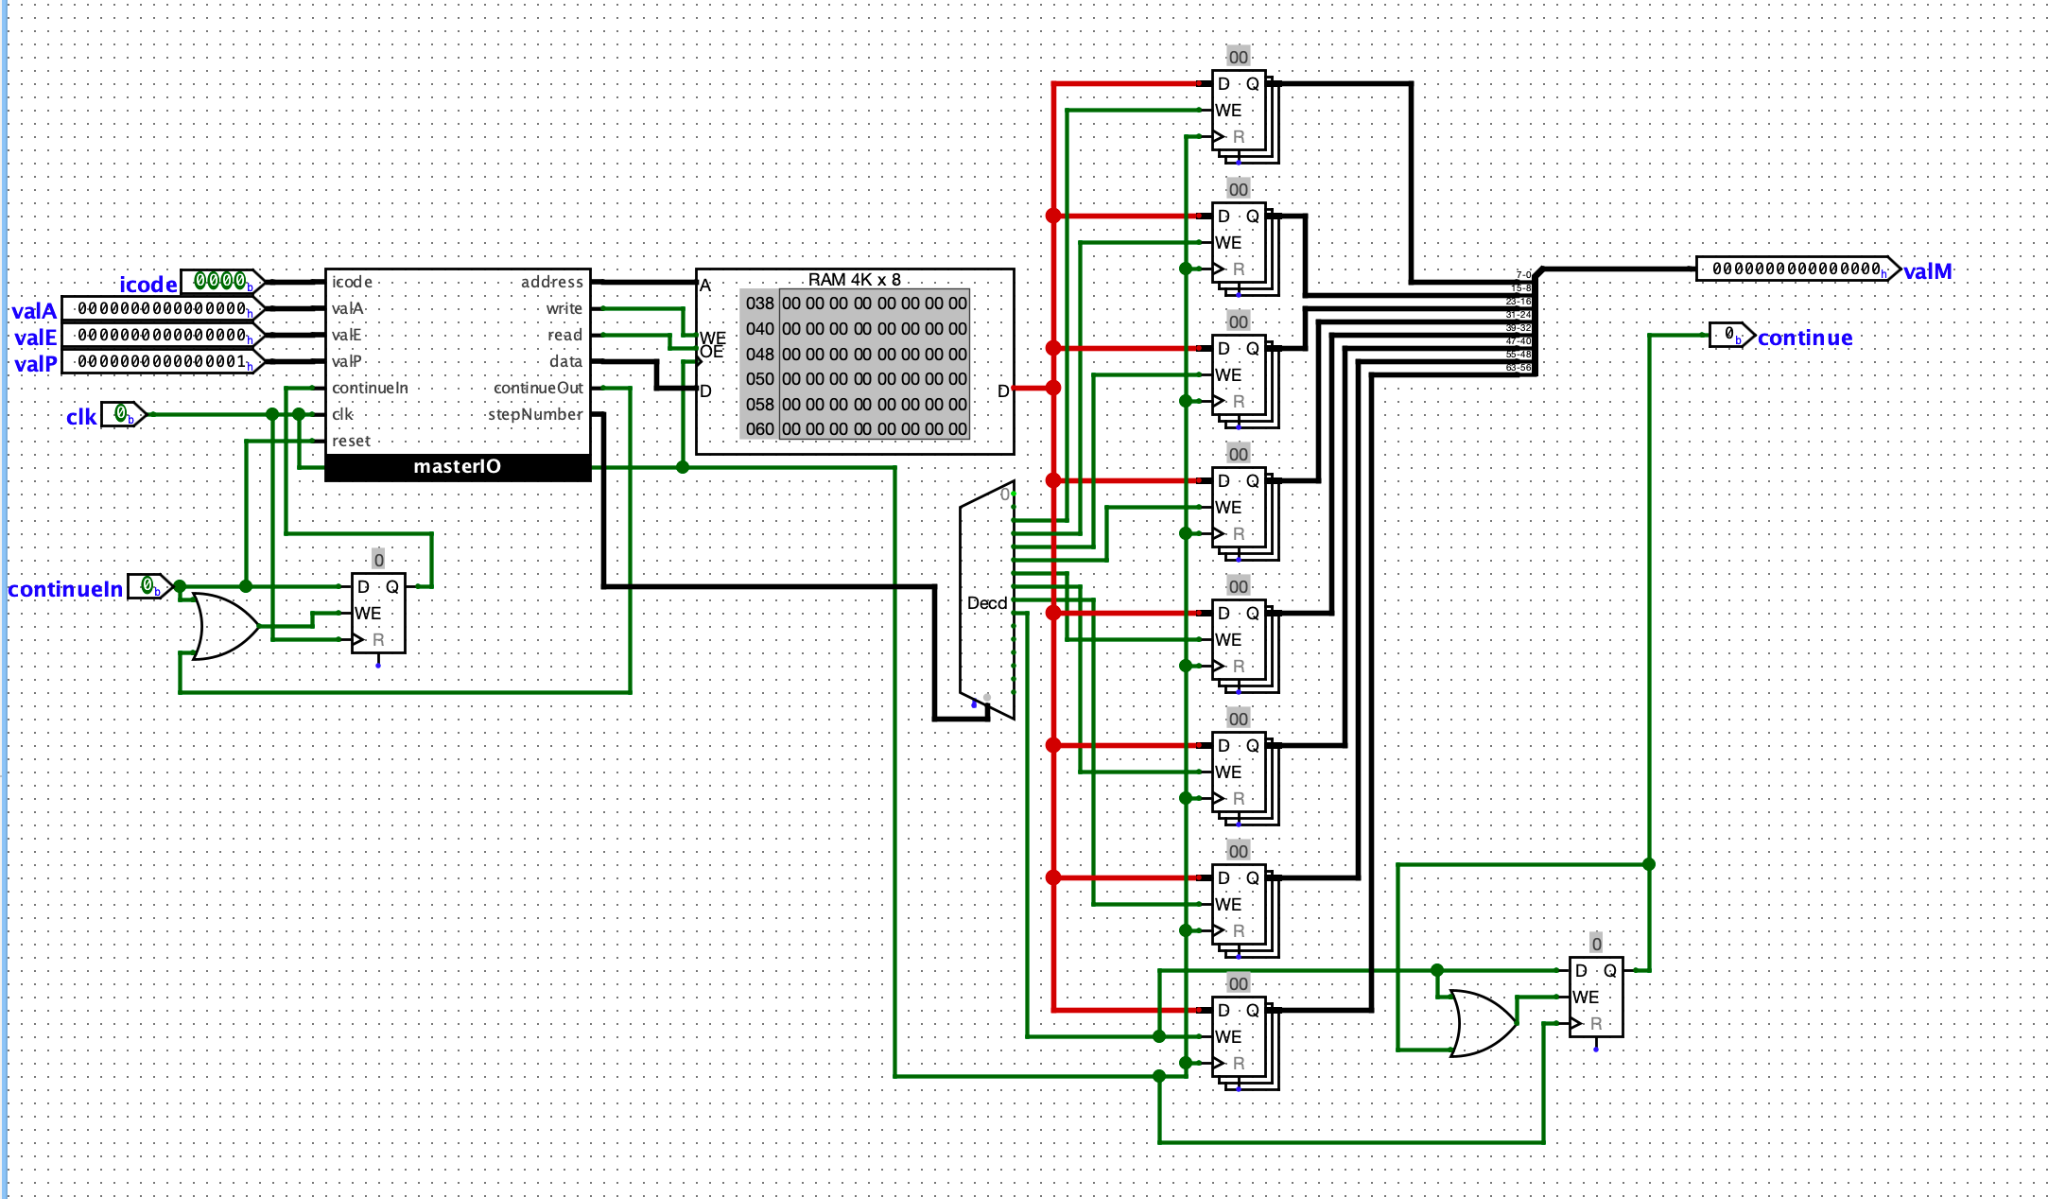 icode 0000b
valA 0000000000000000h
valE 0000000000000000h
valP 0000000000000001h
clk 0b
continueIn 0b
icode address
valA write
valE read
valP data
continueIn continueOut
clk stepNumber
reset
masterIO
0
D Q
WE
R
RAM 4K x 8
A
WE
OE
D
D
038 00 00 00 00 00 00 00 00
040 00 00 00 00 00 00 00 00
048 00 00 00 00 00 00 00 00
050 00 00 00 00 00 00 00 00
058 00 00 00 00 00 00 00 00
060 00 00 00 00 00 00 00 00
0
Decd
0
00
D Q
WE
R
00
D Q
WE
R
00
D Q
WE
R
00
D Q
WE
R
00
D Q
WE
R
00
D Q
WE
R
00
D Q
WE
R
00
D Q
WE
R
7-0
15-8
23-16
31-24
39-32
47-40
55-48
63-56
0000000000000000h valM
0b continue
0
D Q
WE
R